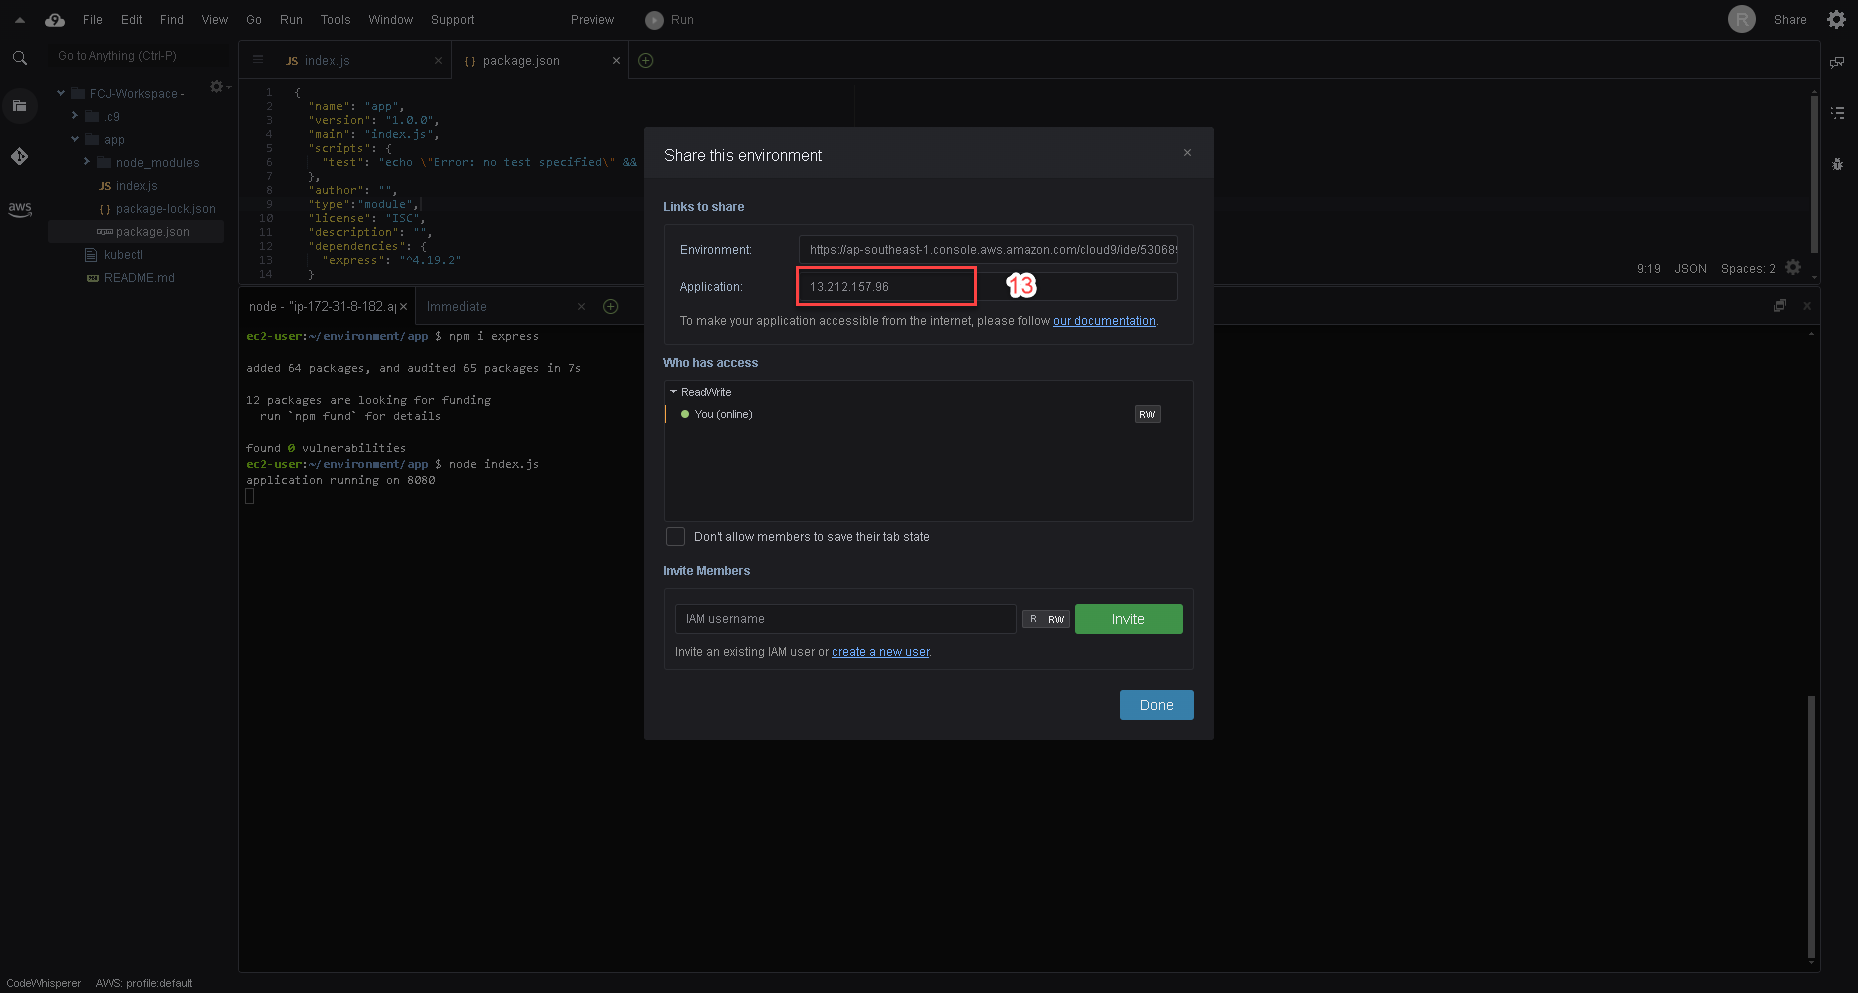 File Edit Find View Go Run Tools Window Support Preview Run R Share
Go to Anything (Ctrl-P)
FCJ-Workspace -
.c9
app
node_modules
JS index.js
{ } package-lock.json
package.json
kubectl
README.md
aws
JS index.js
{ } package.json
1 {
2 "name": "app",
3 "version": "1.0.0",
4 "main": "index.js",
5 "scripts": {
6 "test": "echo \"Error: no test specified\" &&
7 },
8 "author": "",
9 "type":"module",
10 "license": "ISC",
11 "description": "",
12 "dependencies": {
13 "express": "^4.19.2"
14 }
9:19 JSON Spaces: 2
node - "ip-172-31-8-182.ap
Immediate
ec2-user:~/environment/app $ npm i express
added 64 packages, and audited 65 packages in 7s
12 packages are looking for funding
run `npm fund` for details
found 0 vulnerabilities
ec2-user:~/environment/app $ node index.js
application running on 8080
Share this environment
Links to share
Environment: https://ap-southeast-1.console.aws.amazon.com/cloud9/ide/530689
Application: 13.212.157.96
13
To make your application accessible from the internet, please follow our documentation.
Who has access
ReadWrite
You (online) RW
Don't allow members to save their tab state
Invite Members
IAM username R RW Invite
Invite an existing IAM user or create a new user.
Done
CodeWhisperer AWS: profile:default